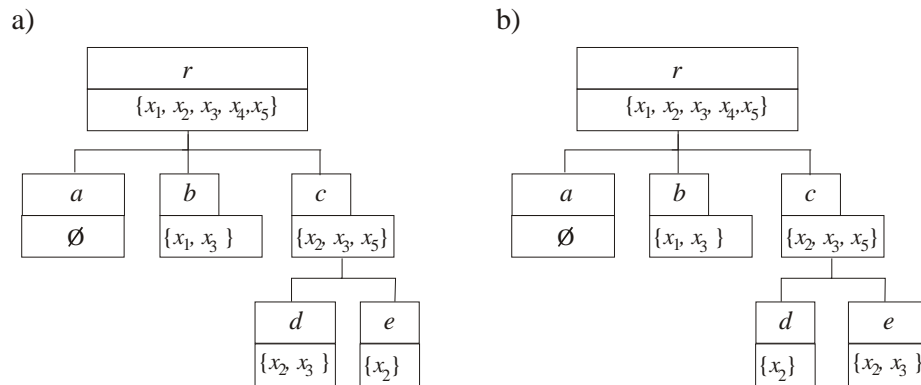 a) b)
r r
{x₁, x₂, x₃, x₄,x₅} {x₁, x₂, x₃, x₄,x₅}
a b c a b c
Ø {x₁, x₃ } {x₂, x₃, x₅} Ø {x₁, x₃ } {x₂, x₃, x₅}
d e d e
{x₂, x₃ } {x₂} {x₂} {x₂, x₃ }